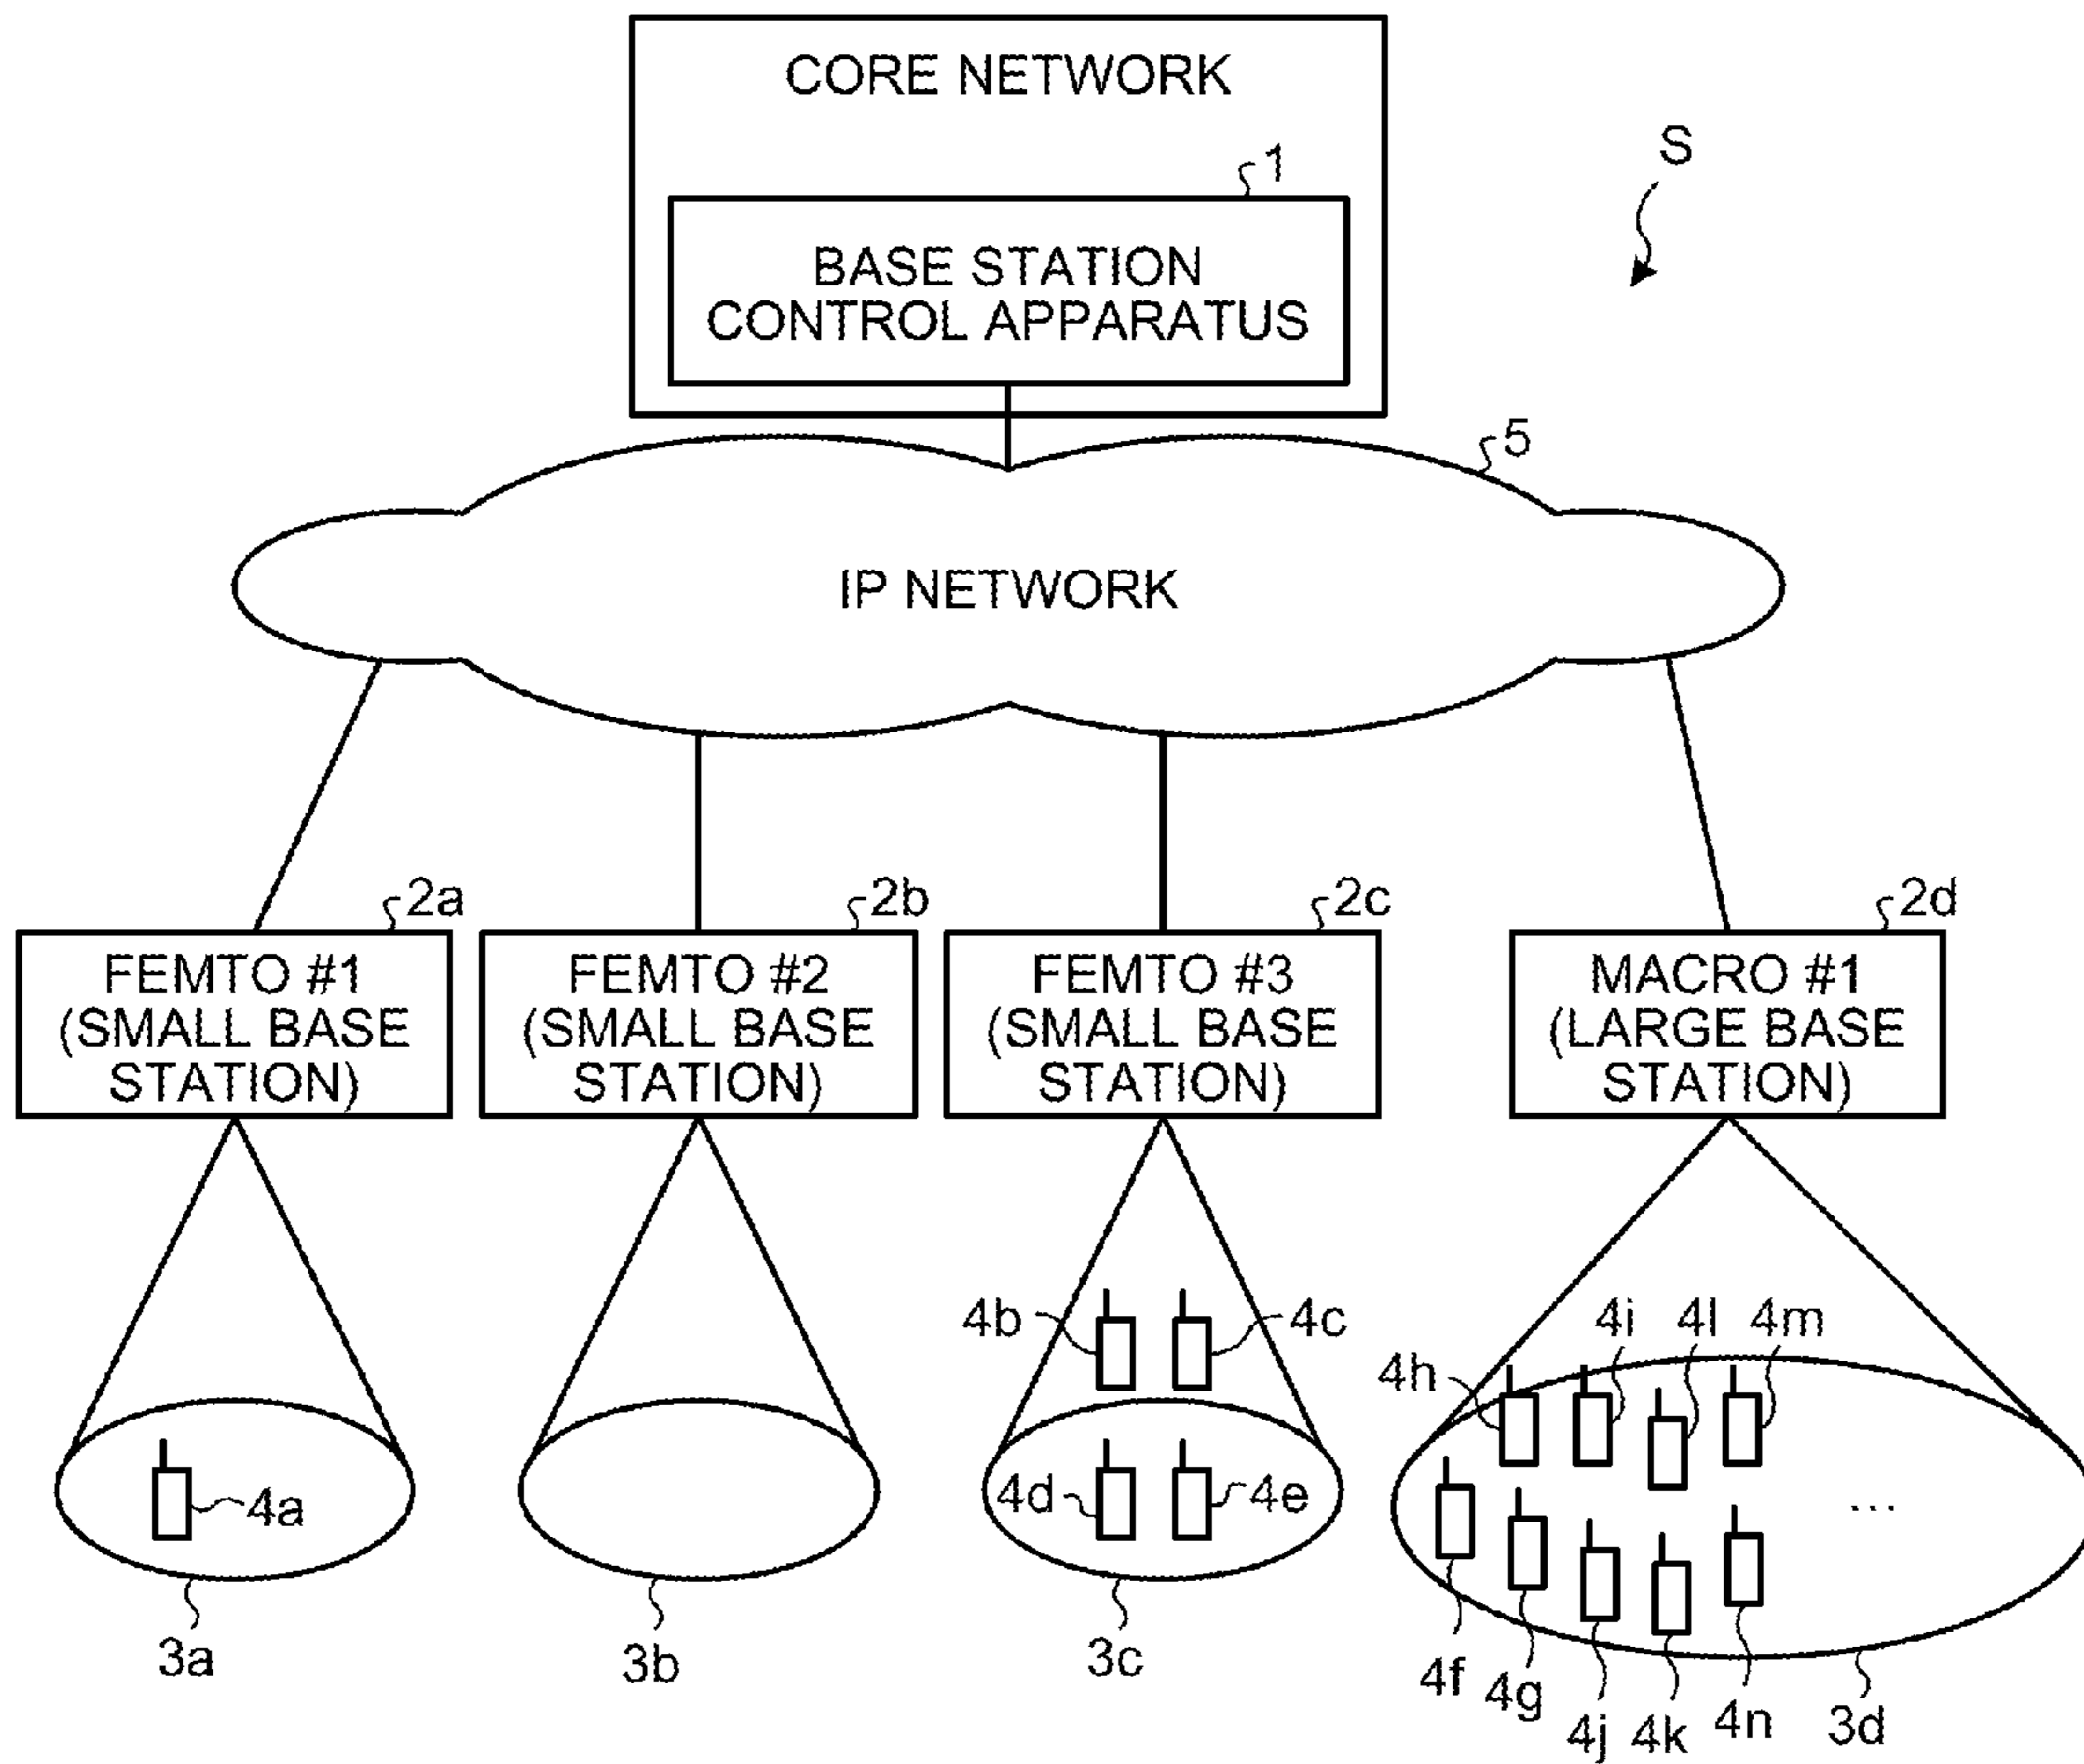 CORE NETWORK
S
1
BASE STATION
CONTROL APPARATUS
5
IP NETWORK
2a
2b
2c
2d
FEMTO #1
(SMALL BASE
STATION)
FEMTO #2
(SMALL BASE
STATION)
FEMTO #3
(SMALL BASE
STATION)
MACRO #1
(LARGE BASE
STATION)
4b
4c
4i
4l
4m
4h
4a
4d
4e
...
3a
3b
3c
4f
4g
4j
4k
4n
3d